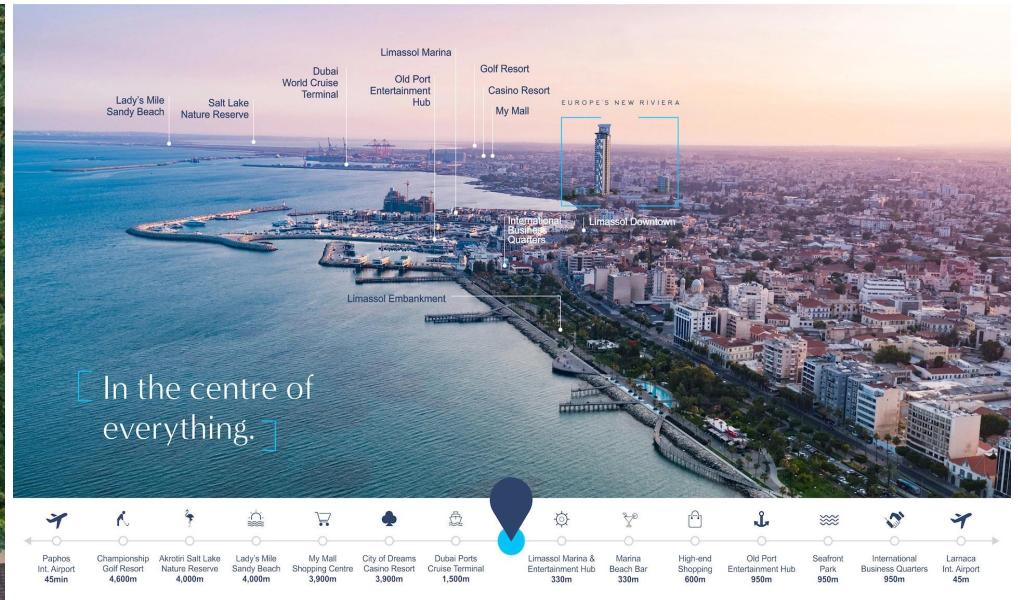 Limassol Marina
Dubai
World Cruise
Terminal
Old Port
Entertainment
Hub
Golf Resort
Casino Resort
My Mall
Lady's Mile
Sandy Beach
Salt Lake
Nature Reserve
EUROPE'S NEW RIVIERA
International
Business
Quarters
Limassol Downtown
Limassol Embankment
In the centre of
everything.
Paphos
Int. Airport
45min
Championship
Golf Resort
4,600m
Akrotiri Salt Lake
Nature Reserve
4,000m
Lady's Mile
Sandy Beach
4,000m
My Mall
Shopping Centre
3,900m
City of Dreams
Casino Resort
3,900m
Dubai Ports
Cruise Terminal
1,500m
Limassol Marina &
Entertainment Hub
330m
Marina
Beach Bar
330m
High-end
Shopping
600m
Old Port
Entertainment Hub
950m
Seafront
Park
950m
International
Business Quarters
950m
Larnaca
Int. Airport
45m